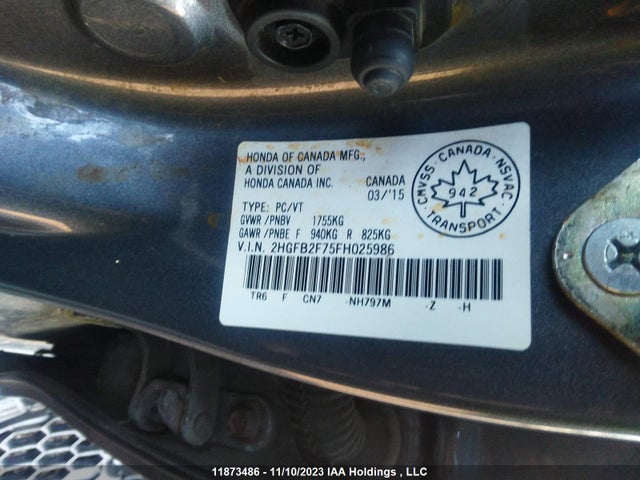 HONDA OF CANADA MFG.,
A DIVISION OF
HONDA CANADA INC. CANADA
03/'15
TYPE: PC/VT
GVWR/PNBV 1755KG
GAWR/PNBE F 940KG R 825KG
V.I.N. 2HGFB2F75FH025986
TR6 F CN7 -NH797M -Z -H
CMVSS · CANADA · NSVAC
942
TRANSPORT
11873486 - 11/10/2023 IAA Holdings , LLC